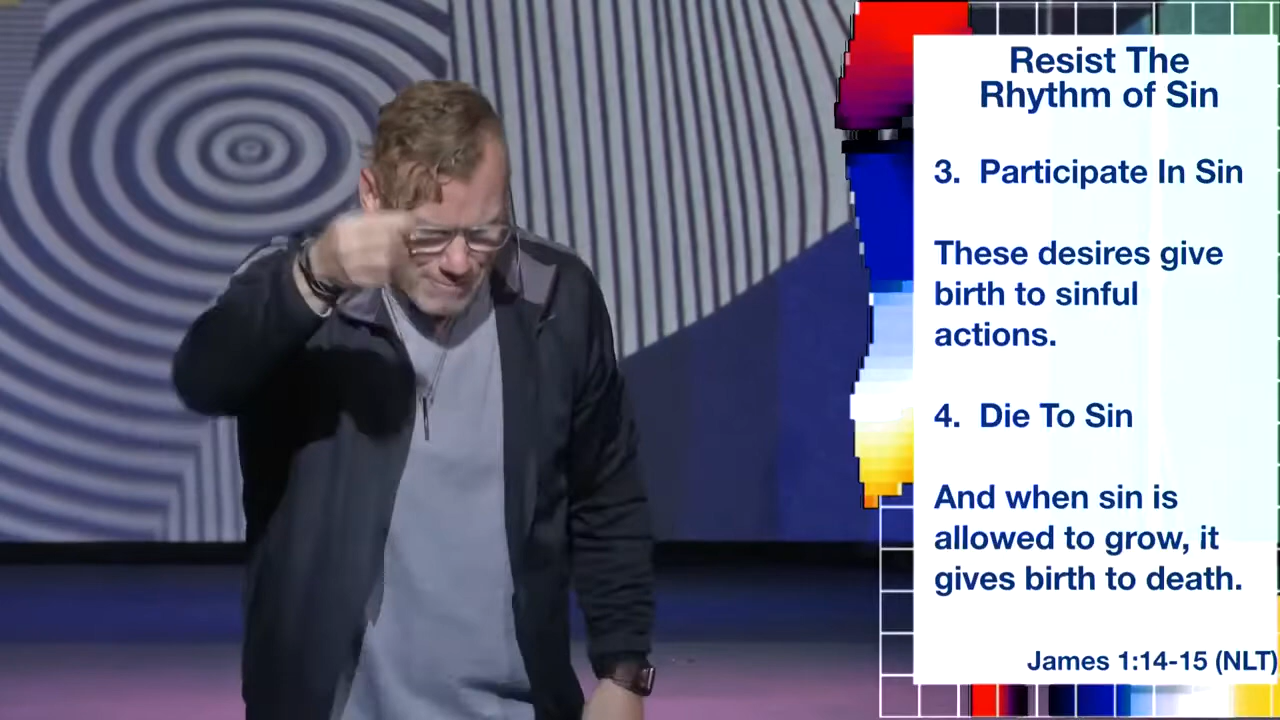 Resist The
Rhythm of Sin
3. Participate In Sin
These desires give
birth to sinful
actions.
4. Die To Sin
And when sin is
allowed to grow, it
gives birth to death.
James 1:14-15 (NLT)